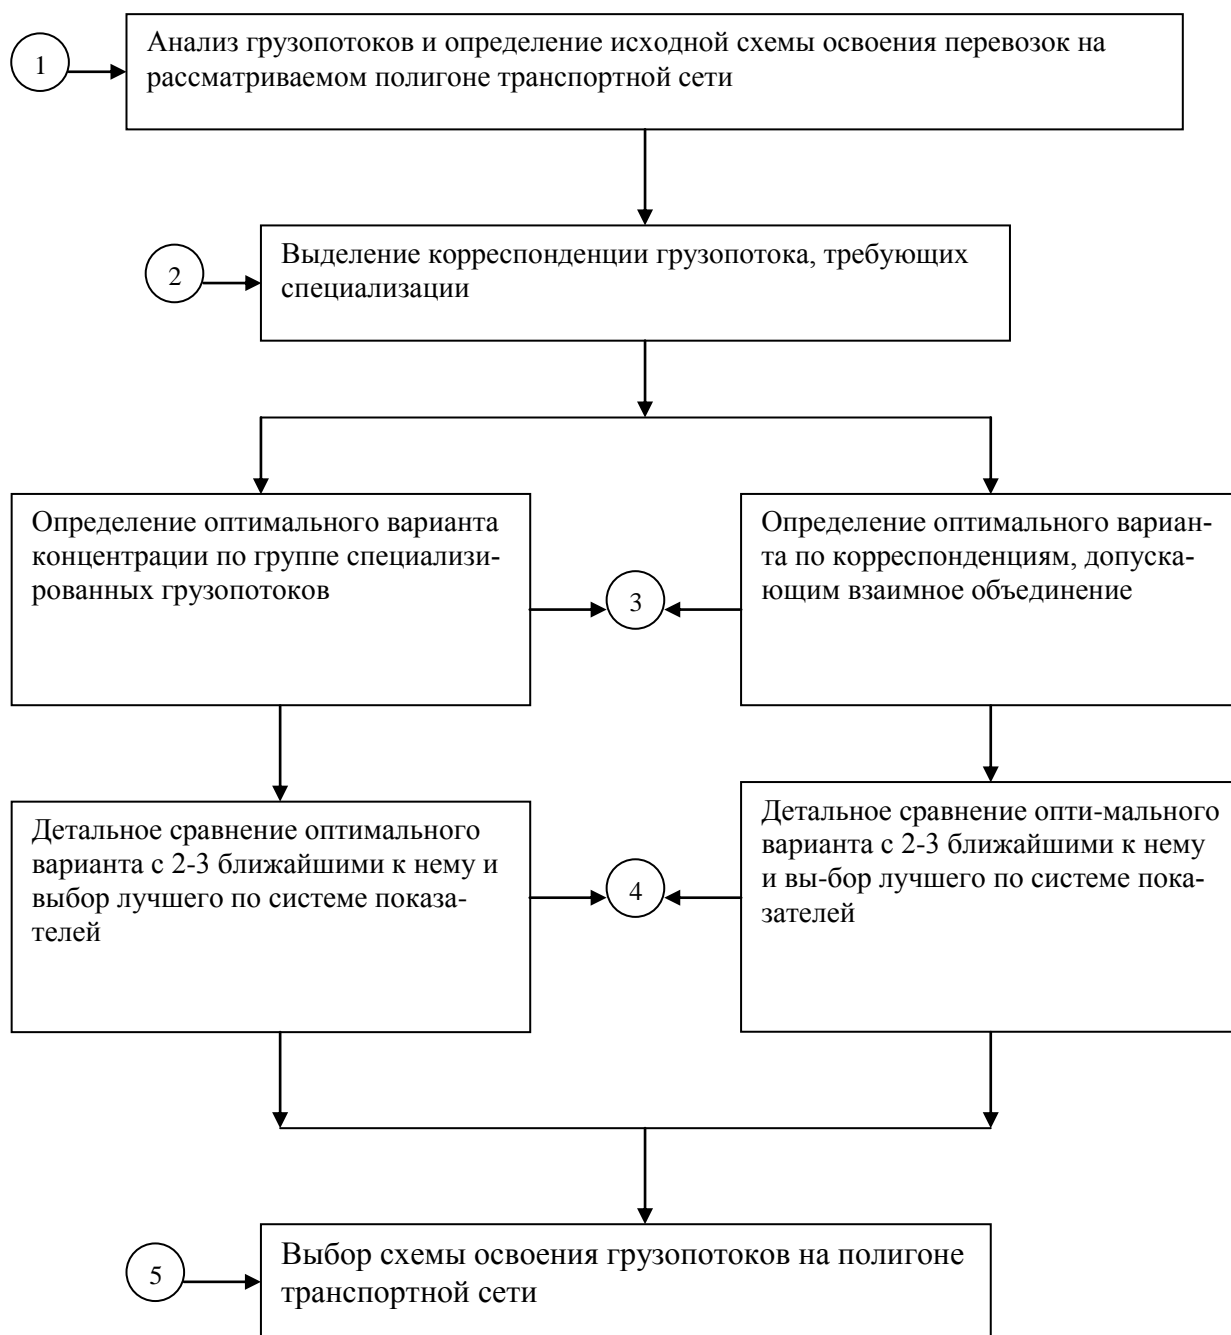 1
Анализ грузопотоков и определение исходной схемы освоения перевозок на
рассматриваемом полигоне транспортной сети
2
Выделение корреспонденции грузопотока, требующих
специализации
Определение оптимального варианта
концентрации по группе специализи-
рованных грузопотоков
3
Определение оптимального вариан-
та по корреспонденциям, допуска-
ющим взаимное объединение
Детальное сравнение оптимального
варианта с 2-3 ближайшими к нему и
выбор лучшего по системе показа-
телей
4
Детальное сравнение опти-мального
варианта с 2-3 ближайшими к нему
и вы-бор лучшего по системе пока-
зателей
5
Выбор схемы освоения грузопотоков на полигоне
транспортной сети